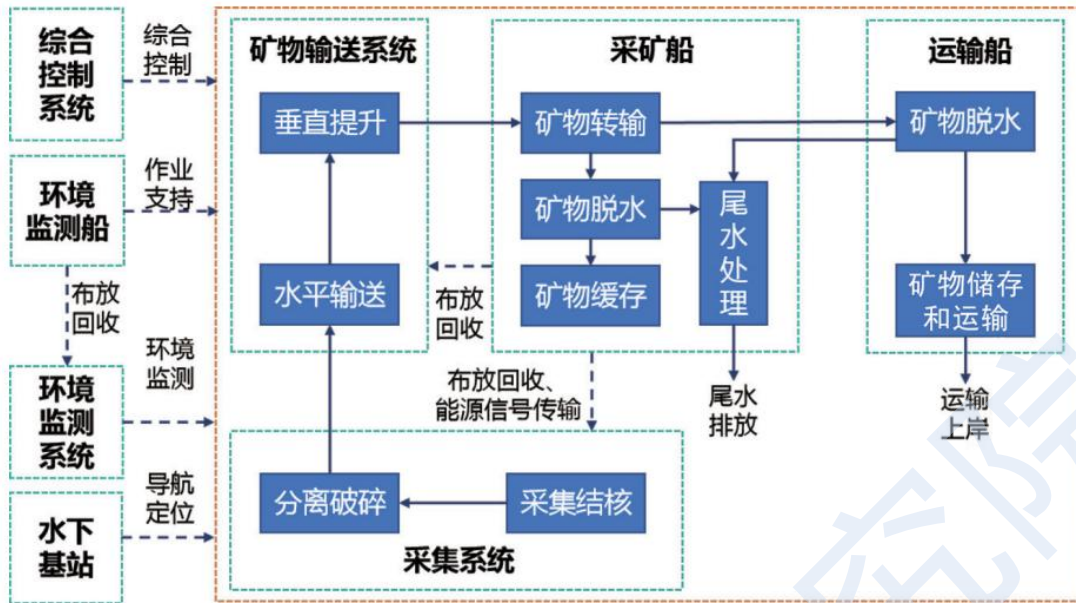 综合
控制
系统
综合
控制
环境
监测船
作业
支持
布放
回收
环境
监测
系统
环境
监测
水下
基站
导航
定位
矿物输送系统
垂直提升
水平输送
布放
回收
采矿船
矿物转输
矿物脱水
矿物缓存
尾
水
处
理
尾水
排放
布放回收、
能源信号传输
运输船
矿物脱水
矿物储存
和运输
运输
上岸
分离破碎
采集结核
采集系统
究院